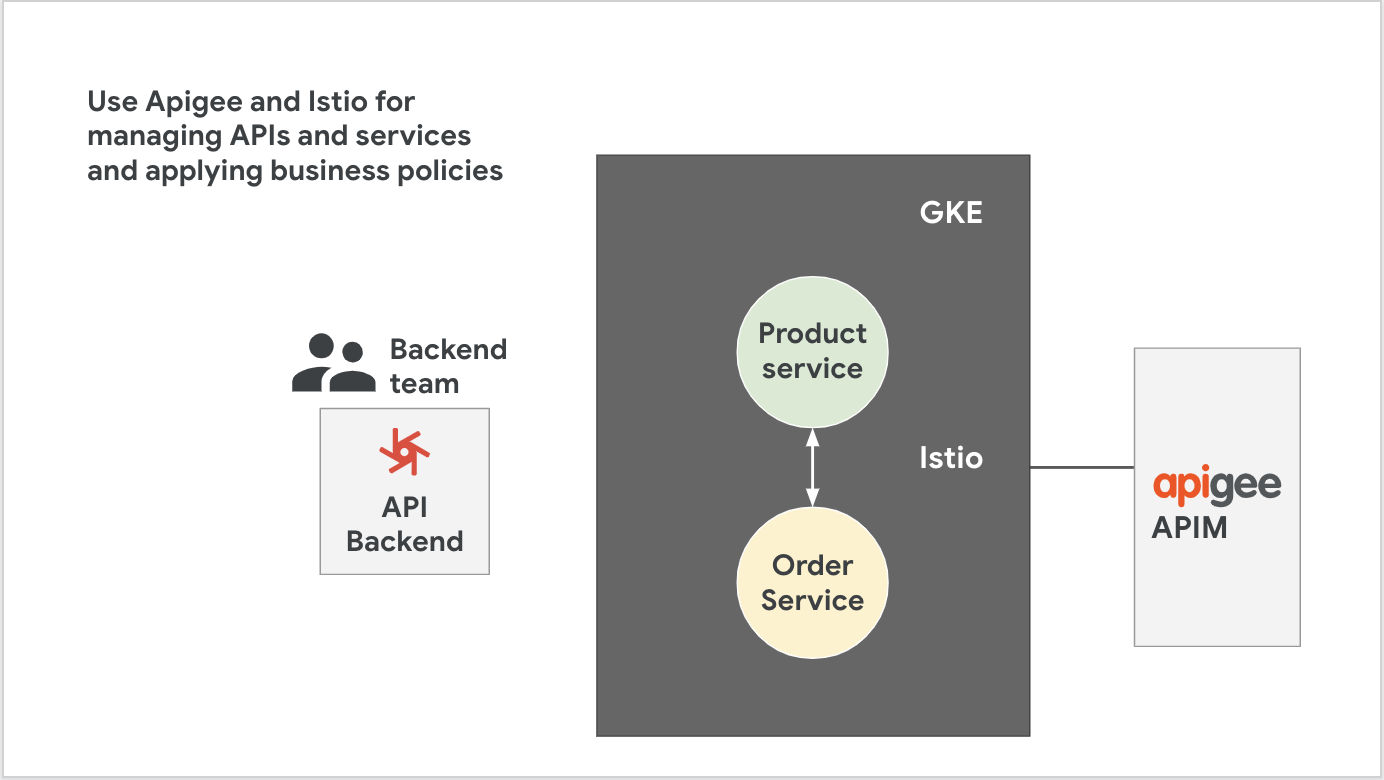 Use Apigee and Istio for
managing APIs and services
and applying business policies
GKE
Product
service
Backend
team
API
Backend
Istio
apigee
APIM
Order
Service